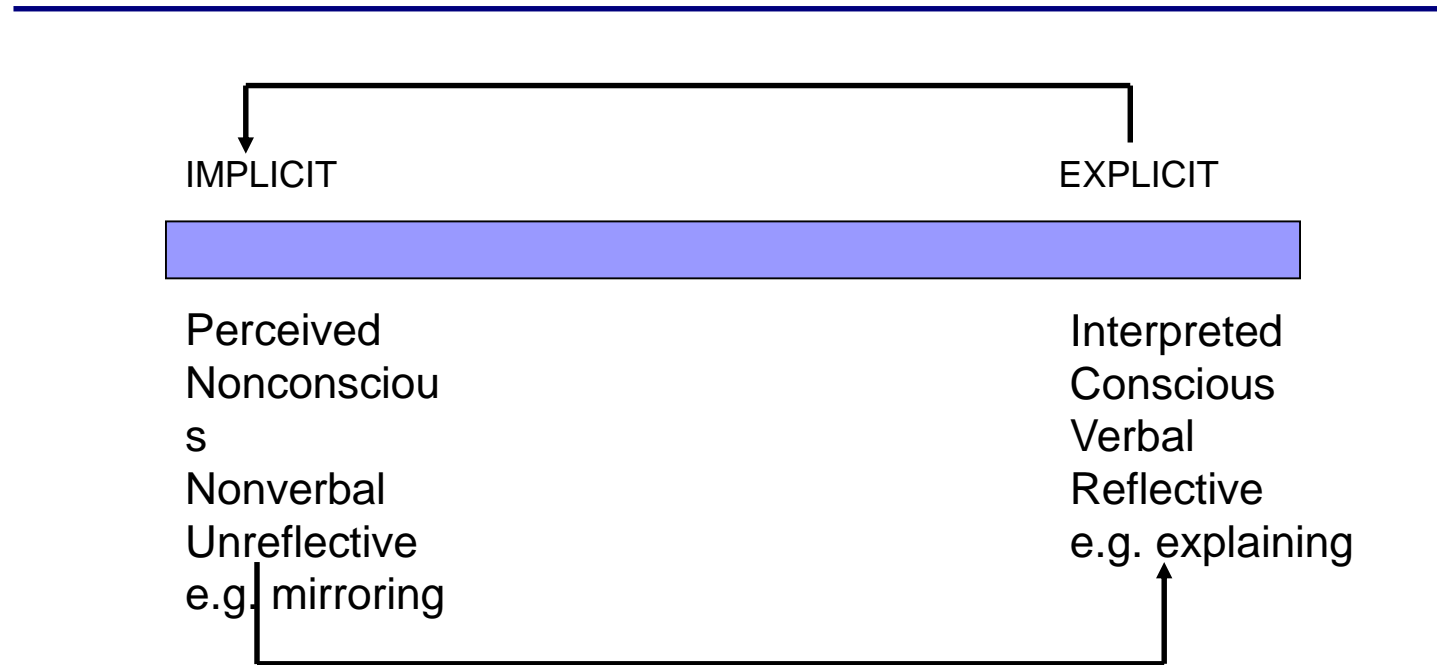 IMPLICIT
EXPLICIT
Perceived
Nonconsciou
s
Nonverbal
Unreflective
e.g. mirroring
Interpreted
Conscious
Verbal
Reflective
e.g. explaining